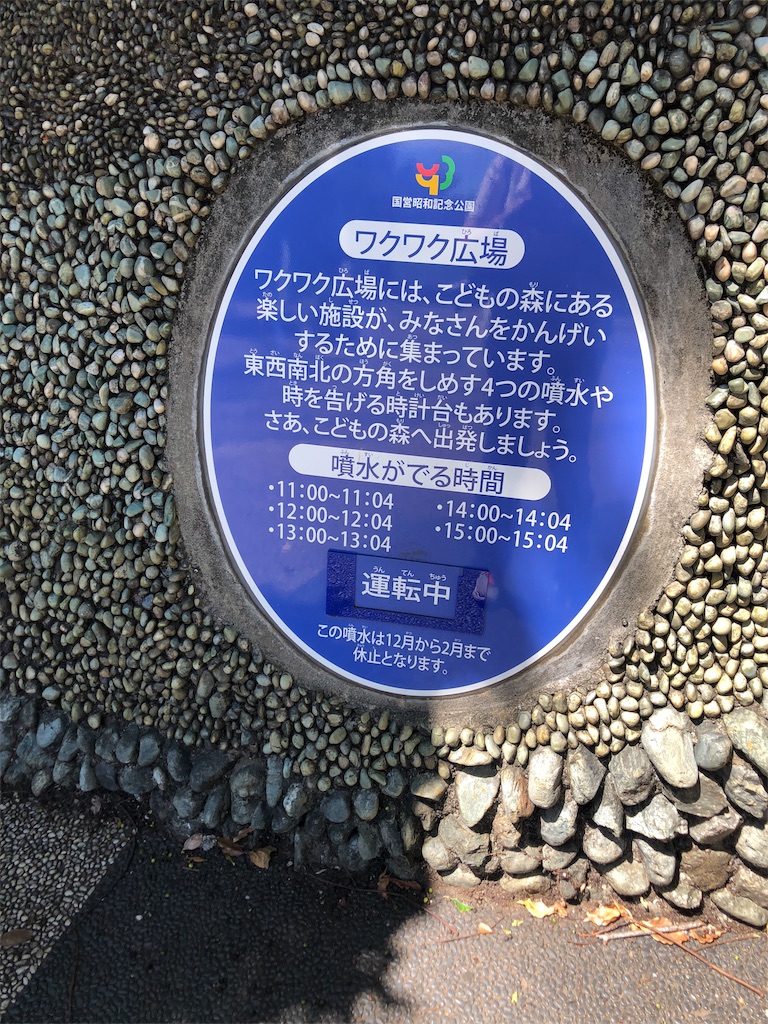 国営昭和記念公園
ワクワク広場
ワクワク広場には、こどもの森にある
楽しい施設が、みなさんをかんげい
するために集まっています。
東西南北の方角をしめす4つの噴水や
時を告げる時計台もあります。
さあ、こどもの森へ出発しましょう。
噴水がでる時間
・11:00~11:04
・12:00~12:04
・13:00~13:04
・14:00~14:04
・15:00~15:04
運転中
この噴水は12月から2月まで
休止となります。